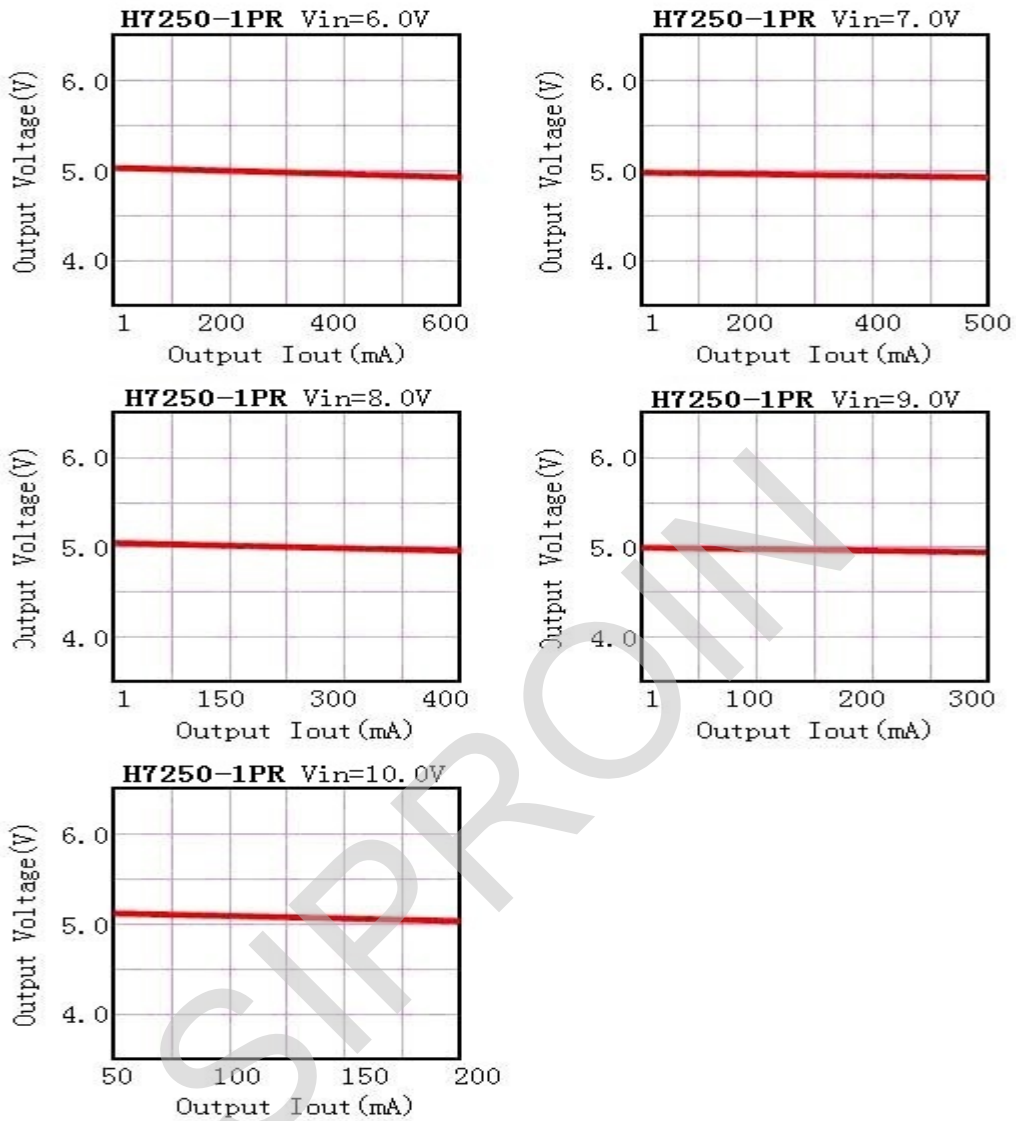 H7250-1PR Vin=6.0V
Output Voltage(V)
6.0
5.0
4.0
1 200 400 600
Output Iout(mA)
H7250-1PR Vin=7.0V
Output Voltage(V)
6.0
5.0
4.0
1 200 400 500
Output Iout(mA)
H7250-1PR Vin=8.0V
Output Voltage(V)
6.0
5.0
4.0
1 150 300 400
Output Iout(mA)
H7250-1PR Vin=9.0V
Output Voltage(V)
6.0
5.0
4.0
1 100 200 300
Output Iout(mA)
H7250-1PR Vin=10.0V
Output Voltage(V)
6.0
5.0
4.0
50 100 150 200
Output Iout(mA)
SIPROIN